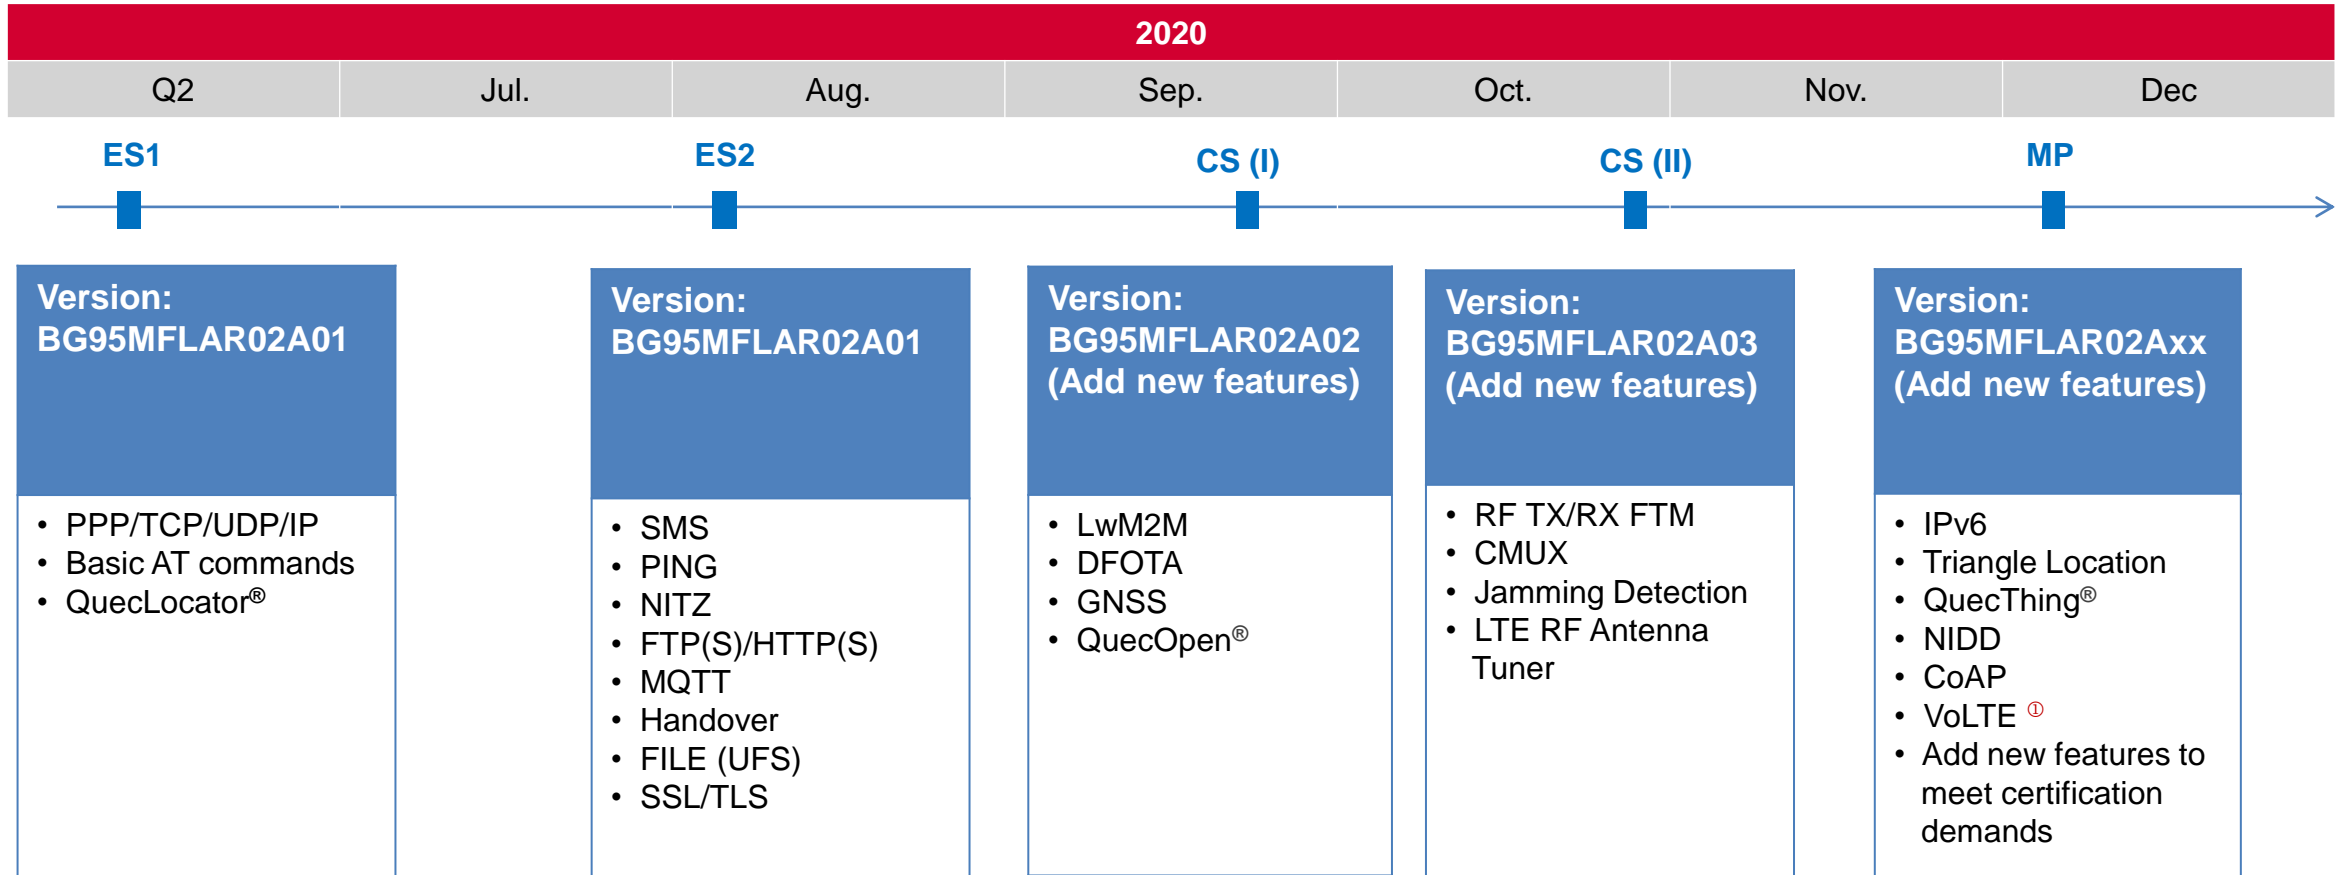 2020
Q2
Jul.
Aug.
Sep.
Oct.
Nov.
Dec
ES1
ES2
CS (I)
CS (II)
MP
Version:
BG95MFLAR02A01
• PPP/TCP/UDP/IP
• Basic AT commands
• QuecLocator®
Version:
BG95MFLAR02A01
• SMS
• PING
• NITZ
• FTP(S)/HTTP(S)
• MQTT
• Handover
• FILE (UFS)
• SSL/TLS
Version:
BG95MFLAR02A02
(Add new features)
• LwM2M
• DFOTA
• GNSS
• QuecOpen®
Version:
BG95MFLAR02A03
(Add new features)
• RF TX/RX FTM
• CMUX
• Jamming Detection
• LTE RF Antenna
Tuner
Version:
BG95MFLAR02Axx
(Add new features)
• IPv6
• Triangle Location
• QuecThing®
• NIDD
• CoAP
• VoLTE ①
• Add new features to
meet certification
demands